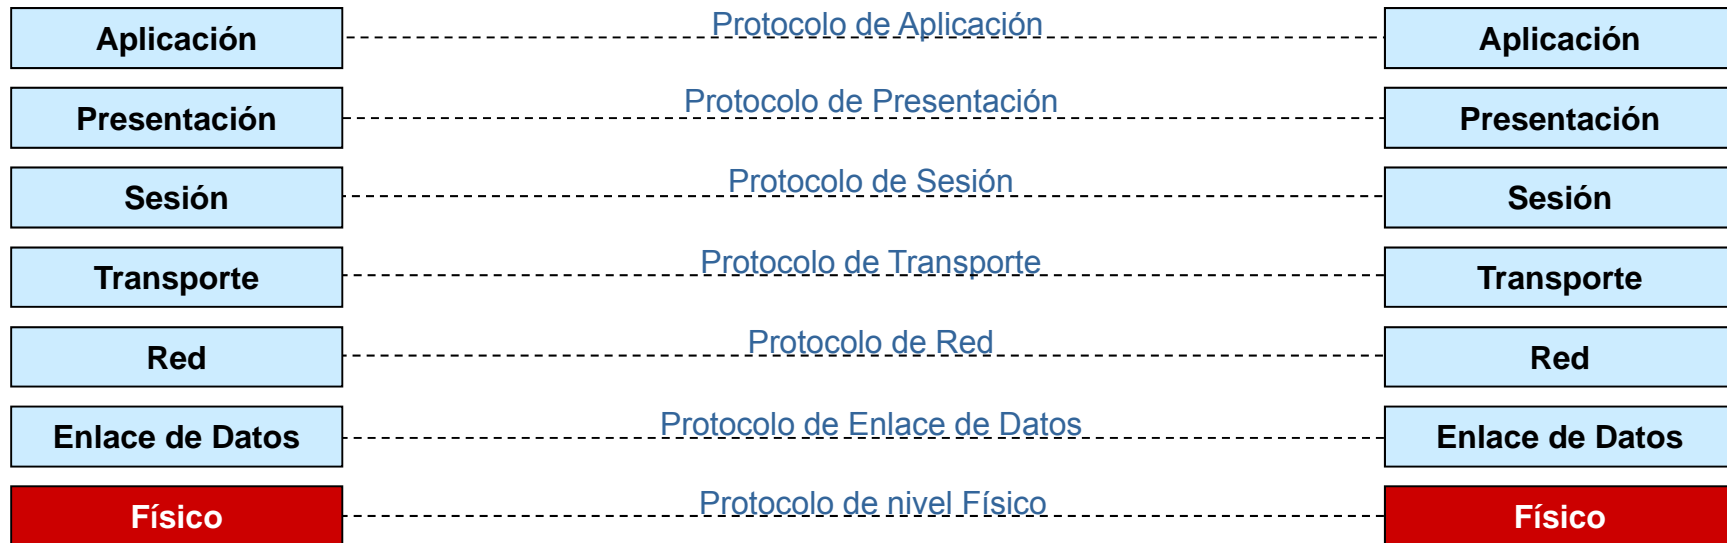 Aplicación Protocolo de Aplicación Aplicación
Presentación Protocolo de Presentación Presentación
Sesión Protocolo de Sesión Sesión
Transporte Protocolo de Transporte Transporte
Red Protocolo de Red Red
Enlace de Datos Protocolo de Enlace de Datos Enlace de Datos
Físico Protocolo de nivel Físico Físico